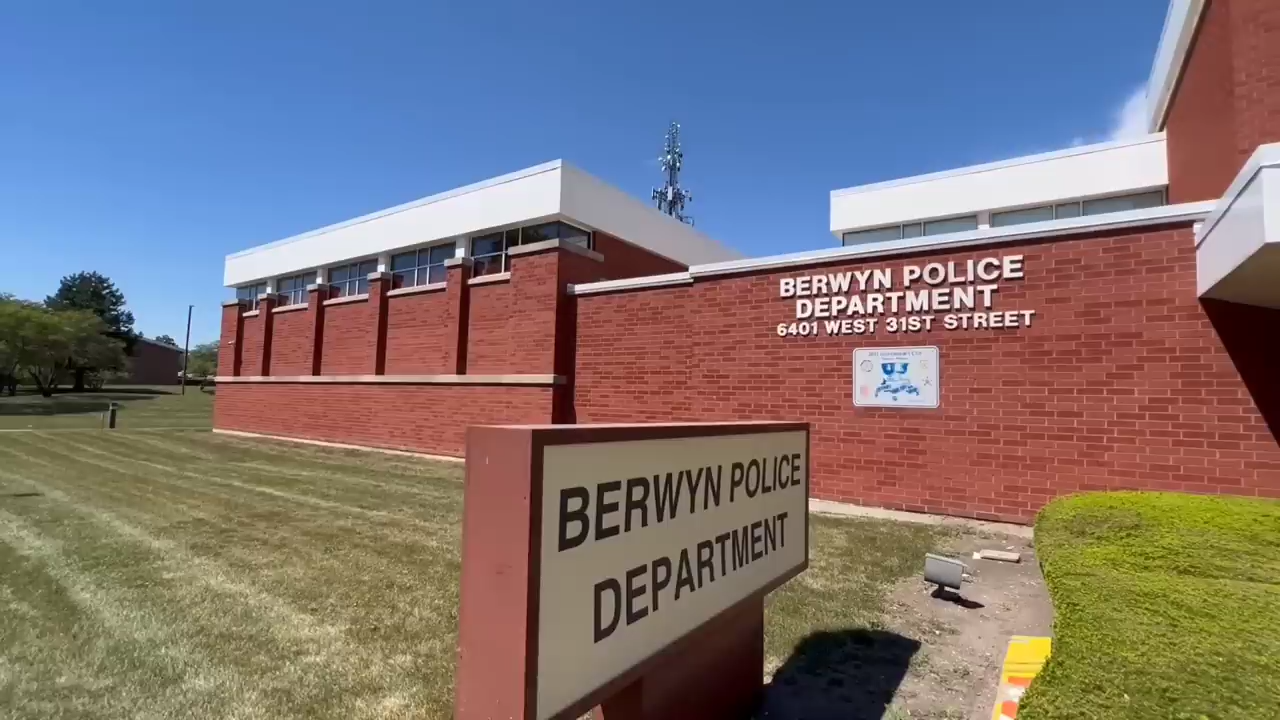 BERWYN POLICE
DEPARTMENT
6401 WEST 31ST STREET
BERWYN POLICE
DEPARTMENT